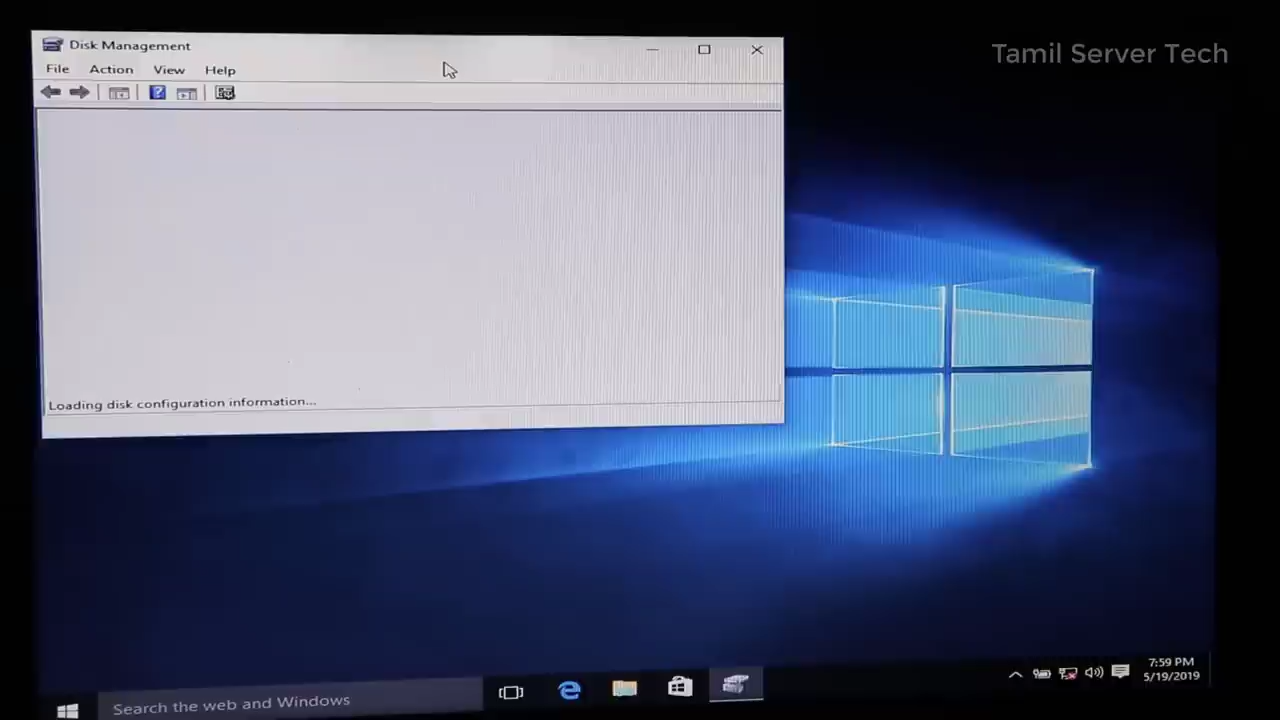 Disk Management
Tamil Server Tech
File Action View Help
Loading disk configuration information...
Search the web and Windows
7:59 PM
5/19/2019